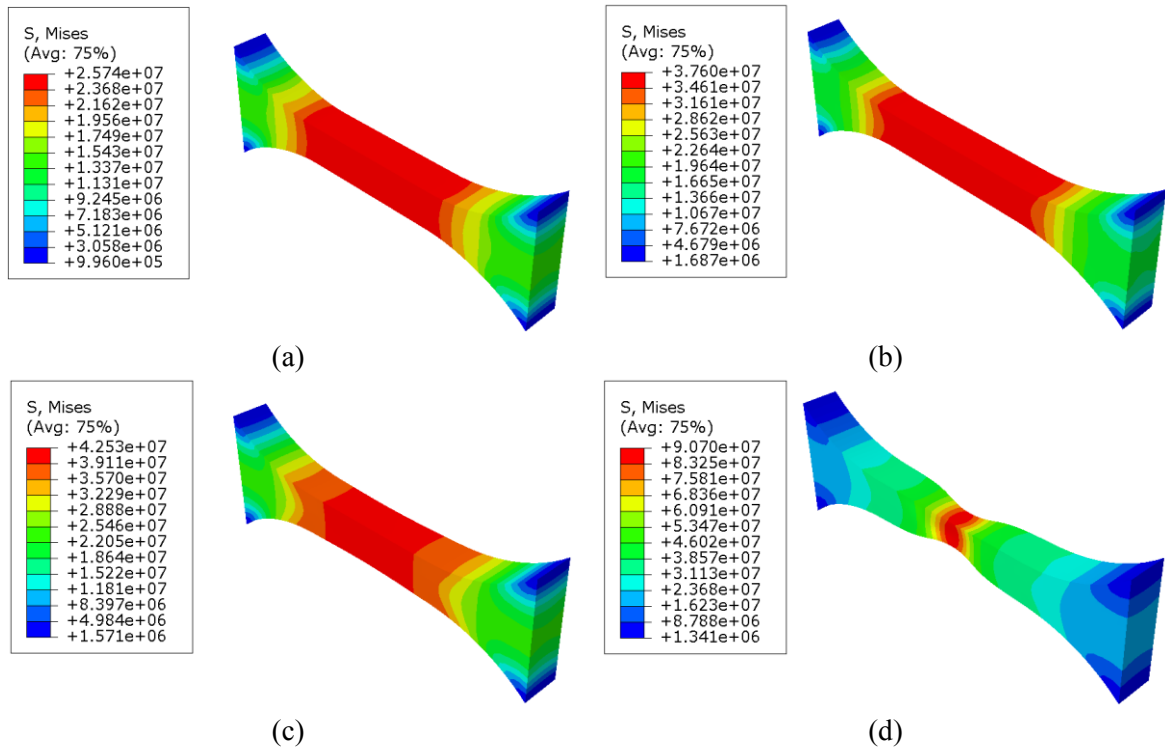 S, Mises
(Avg: 75%)
+2.574e+07
+2.368e+07
+2.162e+07
+1.956e+07
+1.749e+07
+1.543e+07
+1.337e+07
+1.131e+07
+9.245e+06
+7.183e+06
+5.121e+06
+3.058e+06
+9.960e+05
(a)
S, Mises
(Avg: 75%)
+3.760e+07
+3.461e+07
+3.161e+07
+2.862e+07
+2.563e+07
+2.264e+07
+1.964e+07
+1.665e+07
+1.366e+07
+1.067e+07
+7.672e+06
+4.679e+06
+1.687e+06
(b)
S, Mises
(Avg: 75%)
+4.253e+07
+3.911e+07
+3.570e+07
+3.229e+07
+2.888e+07
+2.546e+07
+2.205e+07
+1.864e+07
+1.522e+07
+1.181e+07
+8.397e+06
+4.984e+06
+1.571e+06
(c)
S, Mises
(Avg: 75%)
+9.070e+07
+8.325e+07
+7.581e+07
+6.836e+07
+6.091e+07
+5.347e+07
+4.602e+07
+3.857e+07
+3.113e+07
+2.368e+07
+1.623e+07
+8.788e+06
+1.341e+06
(d)